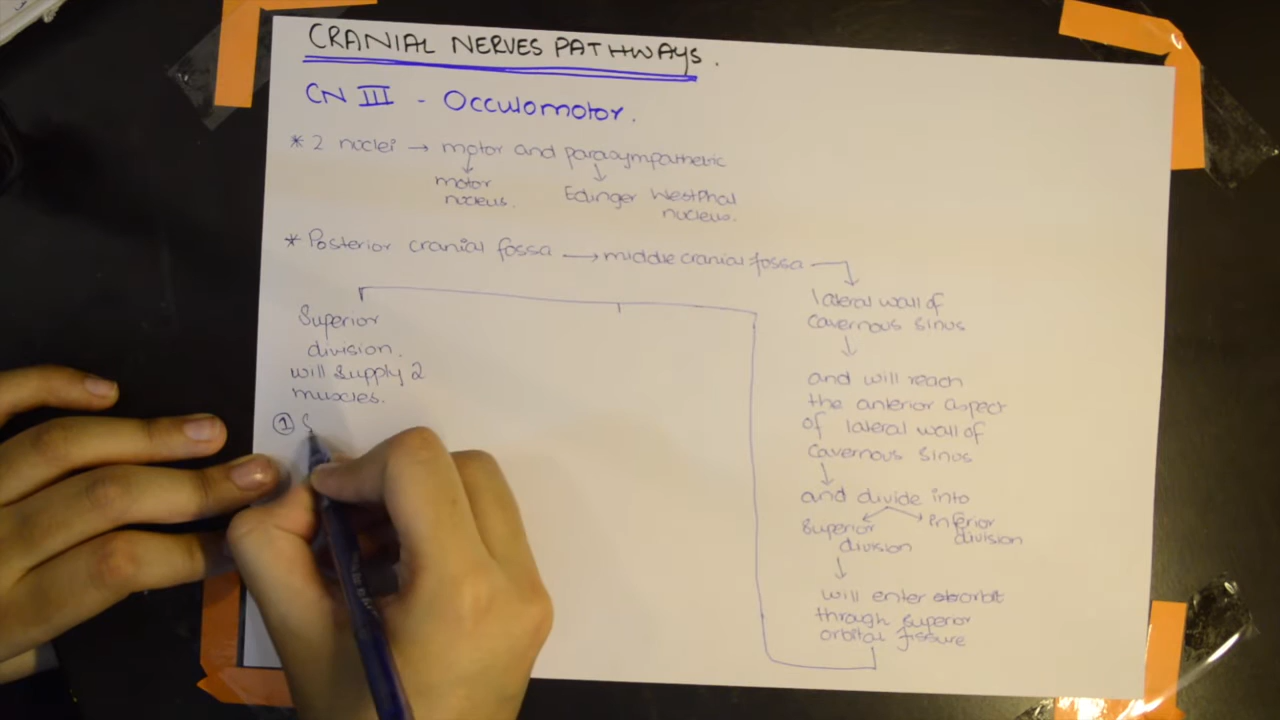 CRANIAL NERVES PATHWAYS.
CN III - Occulomotor.
* 2 nuclei → motor and parasympathetic
motor
nucleus.
Edinger Westphal
nucleus.
* Posterior cranial fossa → middle cranial fossa
lateral wall of
cavernous sinus
and will reach
the anterior aspect
of lateral wall of
cavernous sinus
and divide into
superior
division
inferior
division
will enter
through superior
orbital fissure
Superior
division.
will supply 2
muscles.
① S